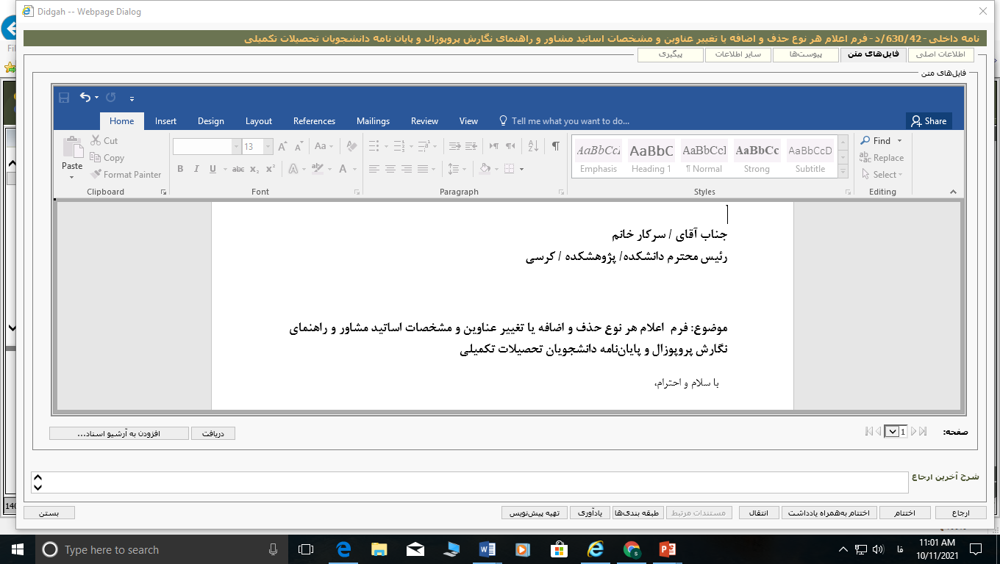 Didgah -- Webpage Dialog
نامه داخلی - 630/42/د - فرم اعلام هر نوع حذف و اضافه یا تغییر عناوین و مشخصات اساتید مشاور و راهنمای نگارش پروپوزال و پایان نامه دانشجویان تحصیلات تکمیلی
اطلاعات اصلی
فایل‌های متن
پیوست‌ها
سایر اطلاعات
پیگیری
فایل‌های متن
Home Insert Design Layout References Mailings Review View Tell me what you want to do... Share
Paste
Cut
Copy
Format Painter
Clipboard
13
Aa
B I U abc x₂ x² A ab A
Font
Paragraph
AaBbCcI AaBbC AaBbCcI AaBbCc AaBbCcD
Emphasis Heading 1 ¶ Normal Strong Subtitle
Styles
Find
Replace
Select
Editing
جناب آقای / سرکار خانم
رئیس محترم دانشکده/ پژوهشکده / کرسی
موضوع: فرم اعلام هر نوع حذف و اضافه یا تغییر عناوین و مشخصات اساتید مشاور و راهنمای
نگارش پروپوزال و پایان‌نامه دانشجویان تحصیلات تکمیلی
با سلام و احترام،
صفحه: 1
دریافت
افزودن به آرشیو اسناد...
شرح آخرین ارجاع
ارجاع
اختتام
اختتام به‌همراه یادداشت
انتقال
مستندات مرتبط
طبقه بندی‌ها
یادآوری
تهیه پیش‌نویس
بستن
Type here to search
فا
11:01 AM
10/11/2021